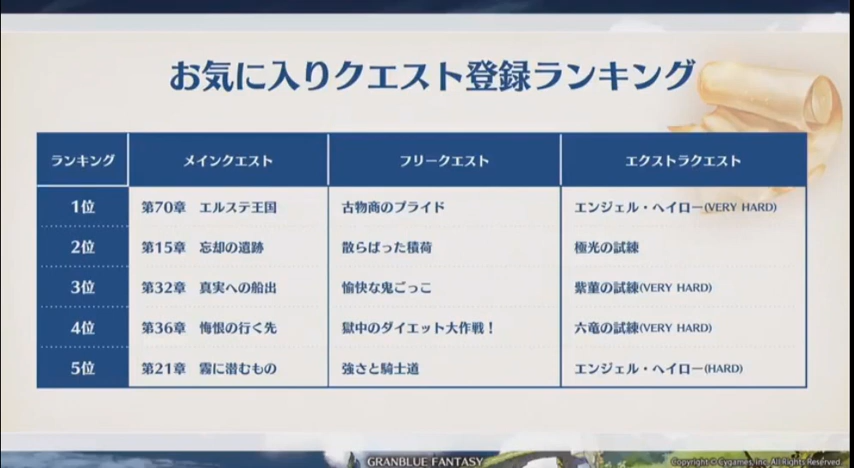 お気に入りクエスト登録ランキング
ランキング メインクエスト フリークエスト エクストラクエスト
1位 第70章 エルステ王国 古物商のプライド エンジェル・ヘイロー(VERY HARD)
2位 第15章 忘却の遺跡 散らばった積荷 極光の試練
3位 第32章 真実への船出 愉快な鬼ごっこ 紫菫の試練(VERY HARD)
4位 第36章 悔恨の行く先 獄中のダイエット大作戦! 六竜の試練(VERY HARD)
5位 第21章 霧に潜むもの 強さと騎士道 エンジェル・ヘイロー(HARD)
GRANBLUE FANTASY
Copyright © Cygames, Inc. All Rights Reserved.